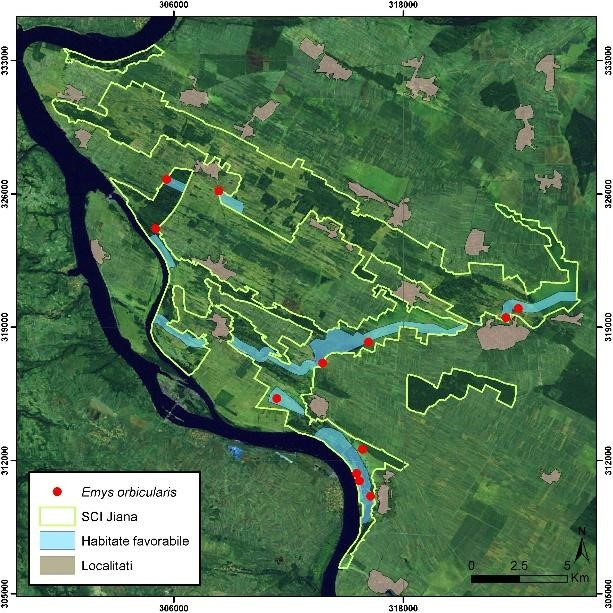 306000
318000
333000
333000
326000
326000
319000
319000
312000
312000
305000
305000
Emys orbicularis
SCI Jiana
Habitate favorabile
Localitati
N
0 2.5 5
Km
306000
318000